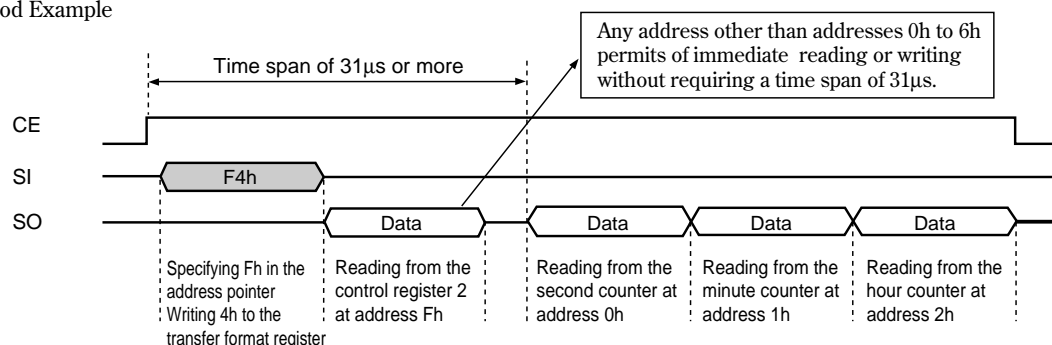 od Example
Any address other than addresses 0h to 6h
permits of immediate reading or writing
without requiring a time span of 31μs.
Time span of 31μs or more
CE
SI
F4h
SO
Data
Data
Data
Data
Specifying Fh in the
address pointer
Writing 4h to the
transfer format register
Reading from the
control register 2
at address Fh
Reading from the
second counter at
address 0h
Reading from the
minute counter at
address 1h
Reading from the
hour counter at
address 2h